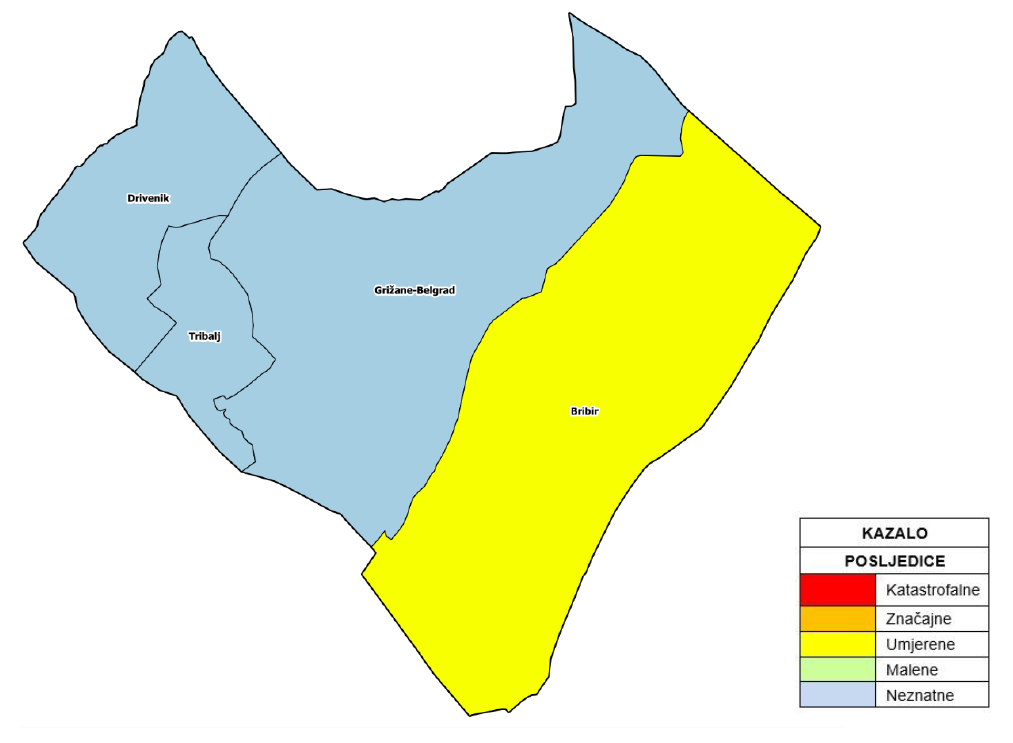 Drivenik
Grižane-Belgrad
Tribalj
Bribir
KAZALO
POSLJEDICE
Katastrofalne
Značajne
Umjerene
Malene
Neznatne